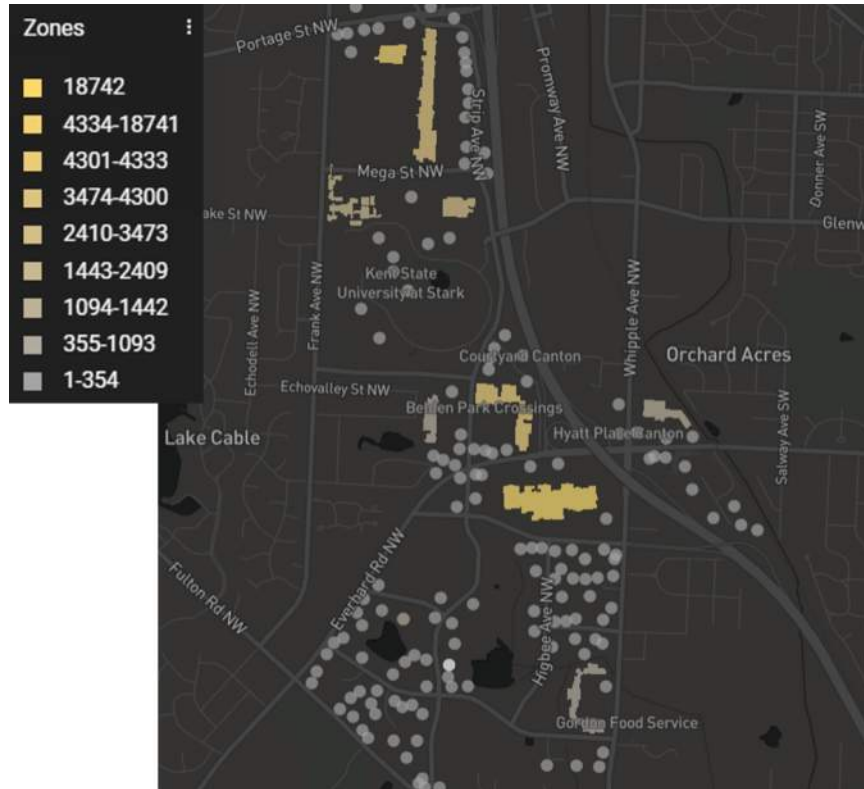 Zones
18742
4334-18741
4301-4333
3474-4300
2410-3473
1443-2409
1094-1442
355-1093
1-354
Portage St NW
Strip Ave NW
Promway Ave NW
Donner Ave SW
Mega St NW
ake St NW
Glenw
Kent State
University at Stark
Frank Ave NW
Echodell Ave NW
Whipple Ave NW
Courtyard Canton
Orchard Acres
Echovalley St NW
Belden Park Crossings
Hyatt Place Canton
Lake Cable
Salway Ave SW
Everhard Rd NW
Fulton Rd NW
Higbee Ave NW
Gordon Food Service